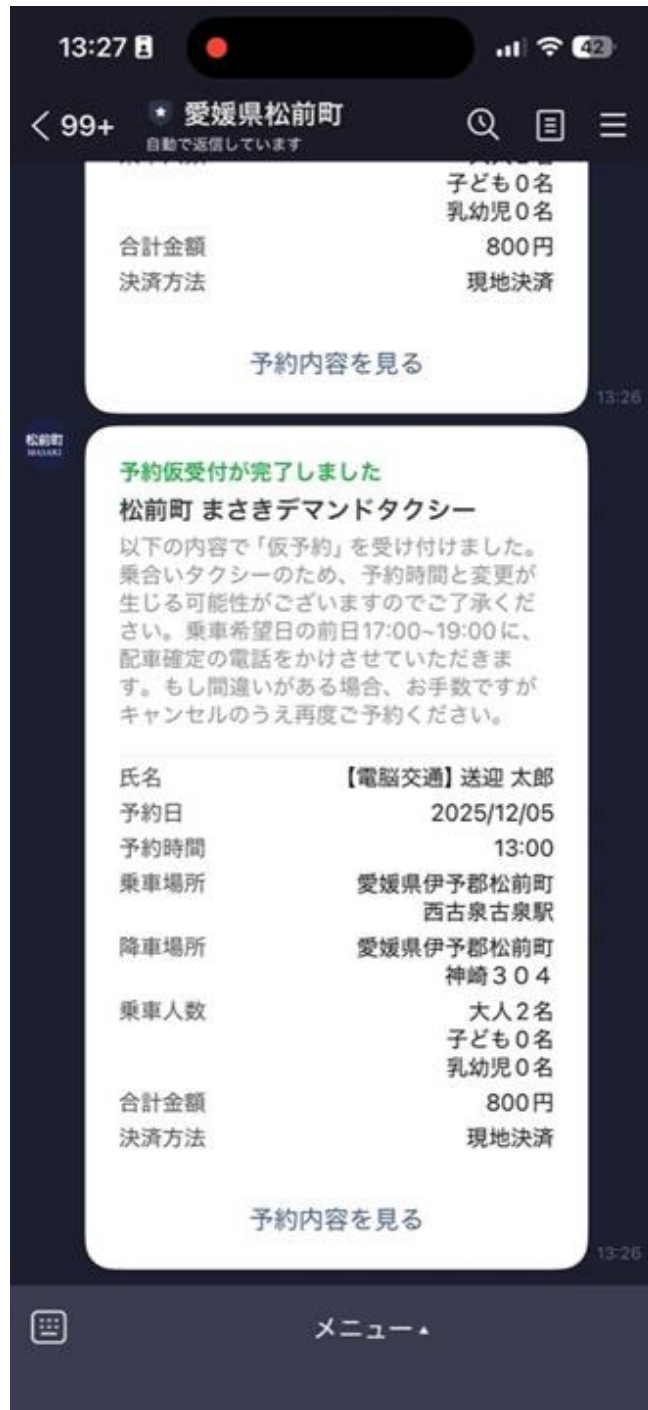 13:27
42
99+
愛媛県松前町
自動で返信しています
子ども0名
乳幼児0名
合計金額 800円
決済方法 現地決済
予約内容を見る
13:26
松前町
MASAKI
予約仮受付が完了しました
松前町 まさきデマンドタクシー
以下の内容で「仮予約」を受け付けました。
乗合いタクシーのため、予約時間と変更が
生じる可能性がございますのでご了承くだ
さい。乗車希望日の前日17:00~19:00に、
配車確定の電話をかけさせていただきま
す。もし間違いがある場合、お手数ですが
キャンセルのうえ再度ご予約ください。
氏名 【電脳交通】送迎 太郎
予約日 2025/12/05
予約時間 13:00
乗車場所 愛媛県伊予郡松前町
西古泉古泉駅
降車場所 愛媛県伊予郡松前町
神崎３０４
乗車人数 大人2名
子ども0名
乳幼児0名
合計金額 800円
決済方法 現地決済
予約内容を見る
13:26
メニュー▲